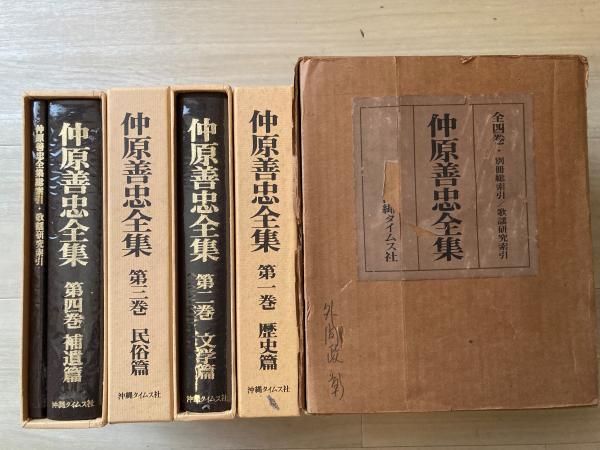 仲原善忠全集総索引・歌謡研究索引
仲原善忠全集 第四巻 補遺篇
沖縄タイムス社
仲原善忠全集 第三巻 民俗篇
沖縄タイムス社
仲原善忠全集 第二巻 文学篇
沖縄タイムス社
仲原善忠全集 第一巻 歴史篇
沖縄タイムス社
全四巻・別冊総索引/歌謡研究索引
仲原善忠全集
縄タイムス社